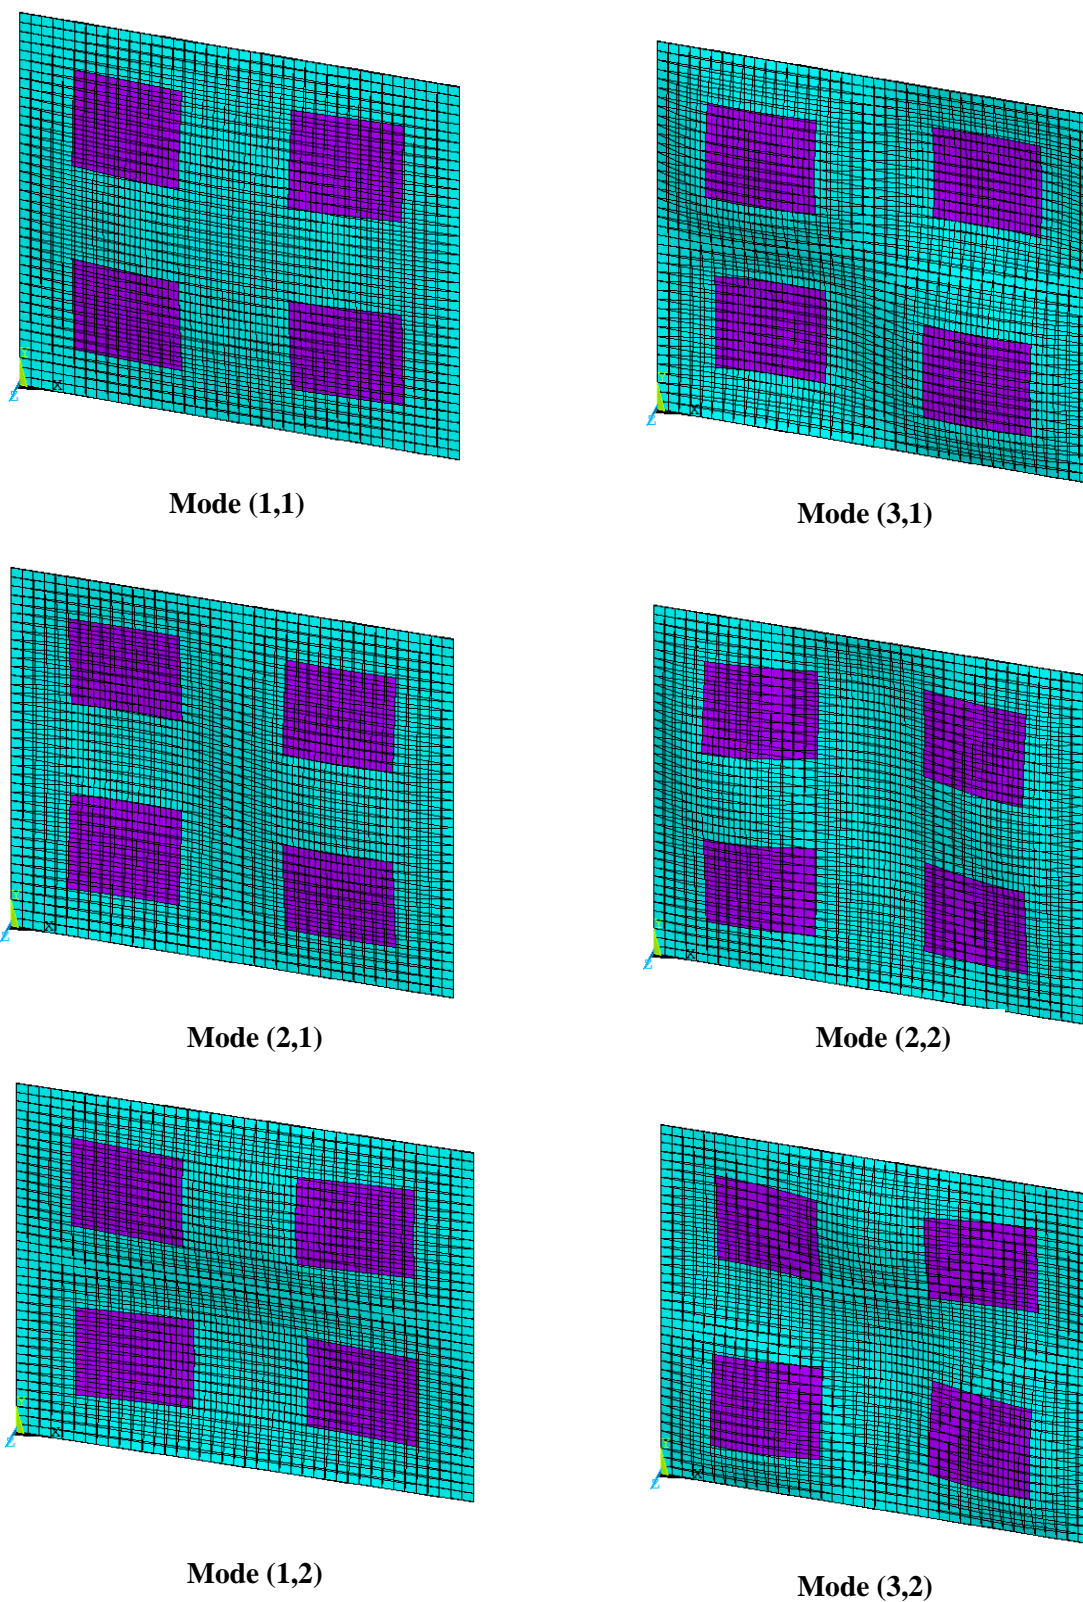 X
Z
X
Z
Mode (1,1)
Mode (3,1)
X
Z
X
Z
Mode (2,1)
Mode (2,2)
X
Z
X
Z
Mode (1,2)
Mode (3,2)